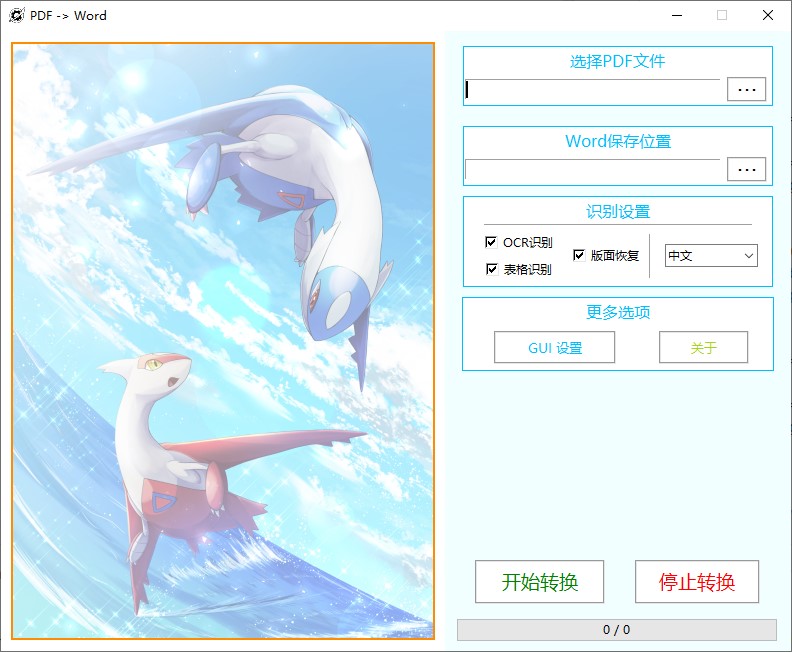 PDF -> Word
选择PDF文件
...
Word保存位置
...
识别设置
OCR识别
表格识别
版面恢复
中文
更多选项
GUI 设置
关于
开始转换
停止转换
0 / 0